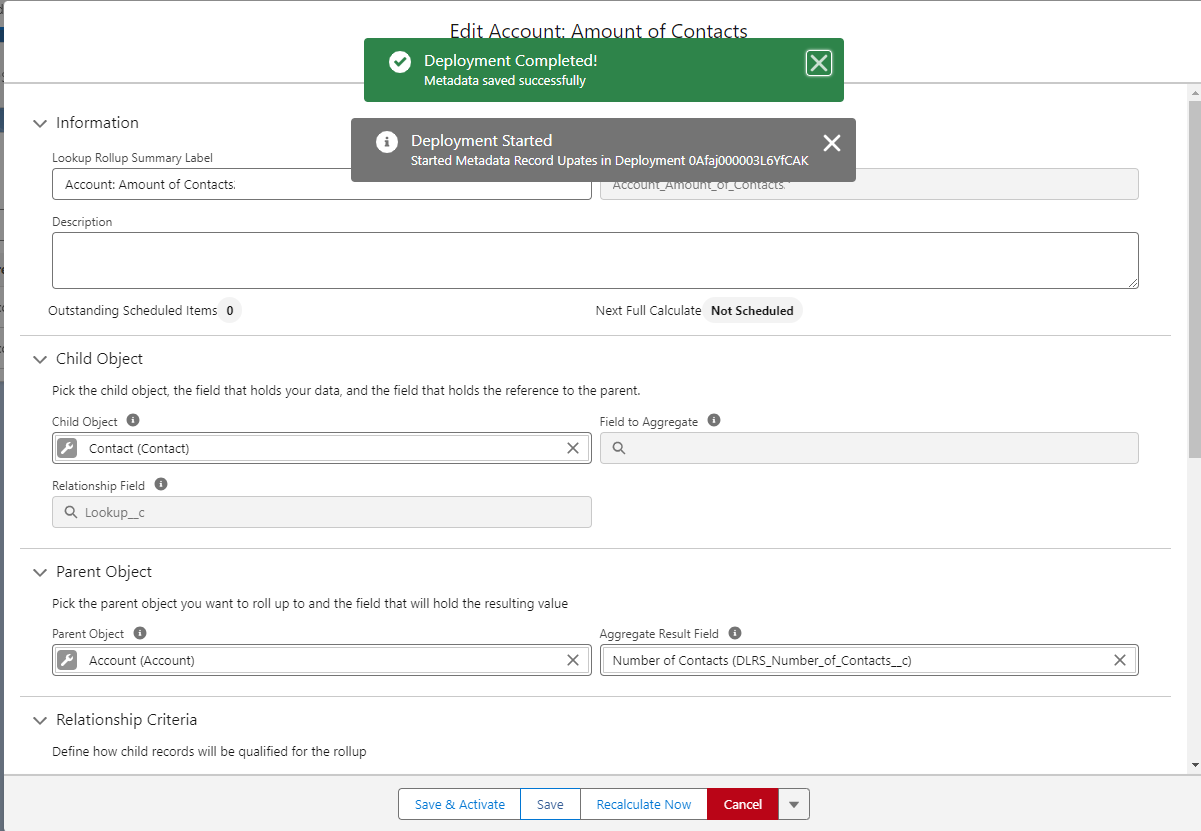 Edit Account: Amount of Contacts
Deployment Completed!
Metadata saved successfully
Deployment Started
Started Metadata Record Upates in Deployment 0Afaj000003L6YfCAK
Information
Lookup Rollup Summary Label
Account: Amount of Contacts
Account_Amount_of_Contacts
Description
Outstanding Scheduled Items 0
Next Full Calculate Not Scheduled
Child Object
Pick the child object, the field that holds your data, and the field that holds the reference to the parent.
Child Object
Field to Aggregate
Contact (Contact)
Relationship Field
Lookup__c
Parent Object
Pick the parent object you want to roll up to and the field that will hold the resulting value
Parent Object
Aggregate Result Field
Account (Account)
Number of Contacts (DLRS_Number_of_Contacts__c)
Relationship Criteria
Define how child records will be qualified for the rollup
Save & Activate
Save
Recalculate Now
Cancel